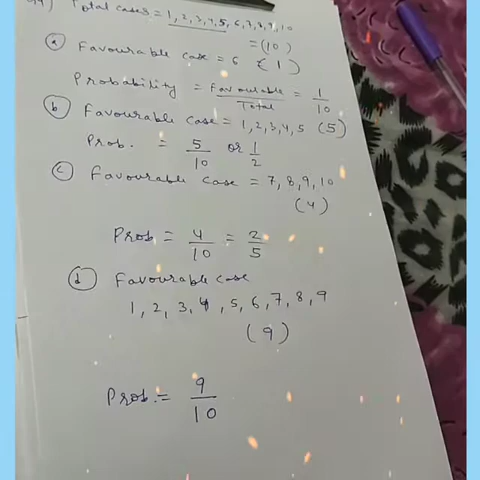 Total cases = 1, 2, 3, 4, 5, 6, 7, 8, 9, 10
= (10)
(a) Favourable case = 6 (1)
Probability = Favourable/Total = 1/10
(b) Favourable case = 1, 2, 3, 4, 5 (5)
Prob. = 5/10 or 1/2
(c) Favourable case = 7, 8, 9, 10
(4)
Prob = 4/10 = 2/5
(d) Favourable case
1, 2, 3, 4, 5, 6, 7, 8, 9
(9)
Prob. = 9/10